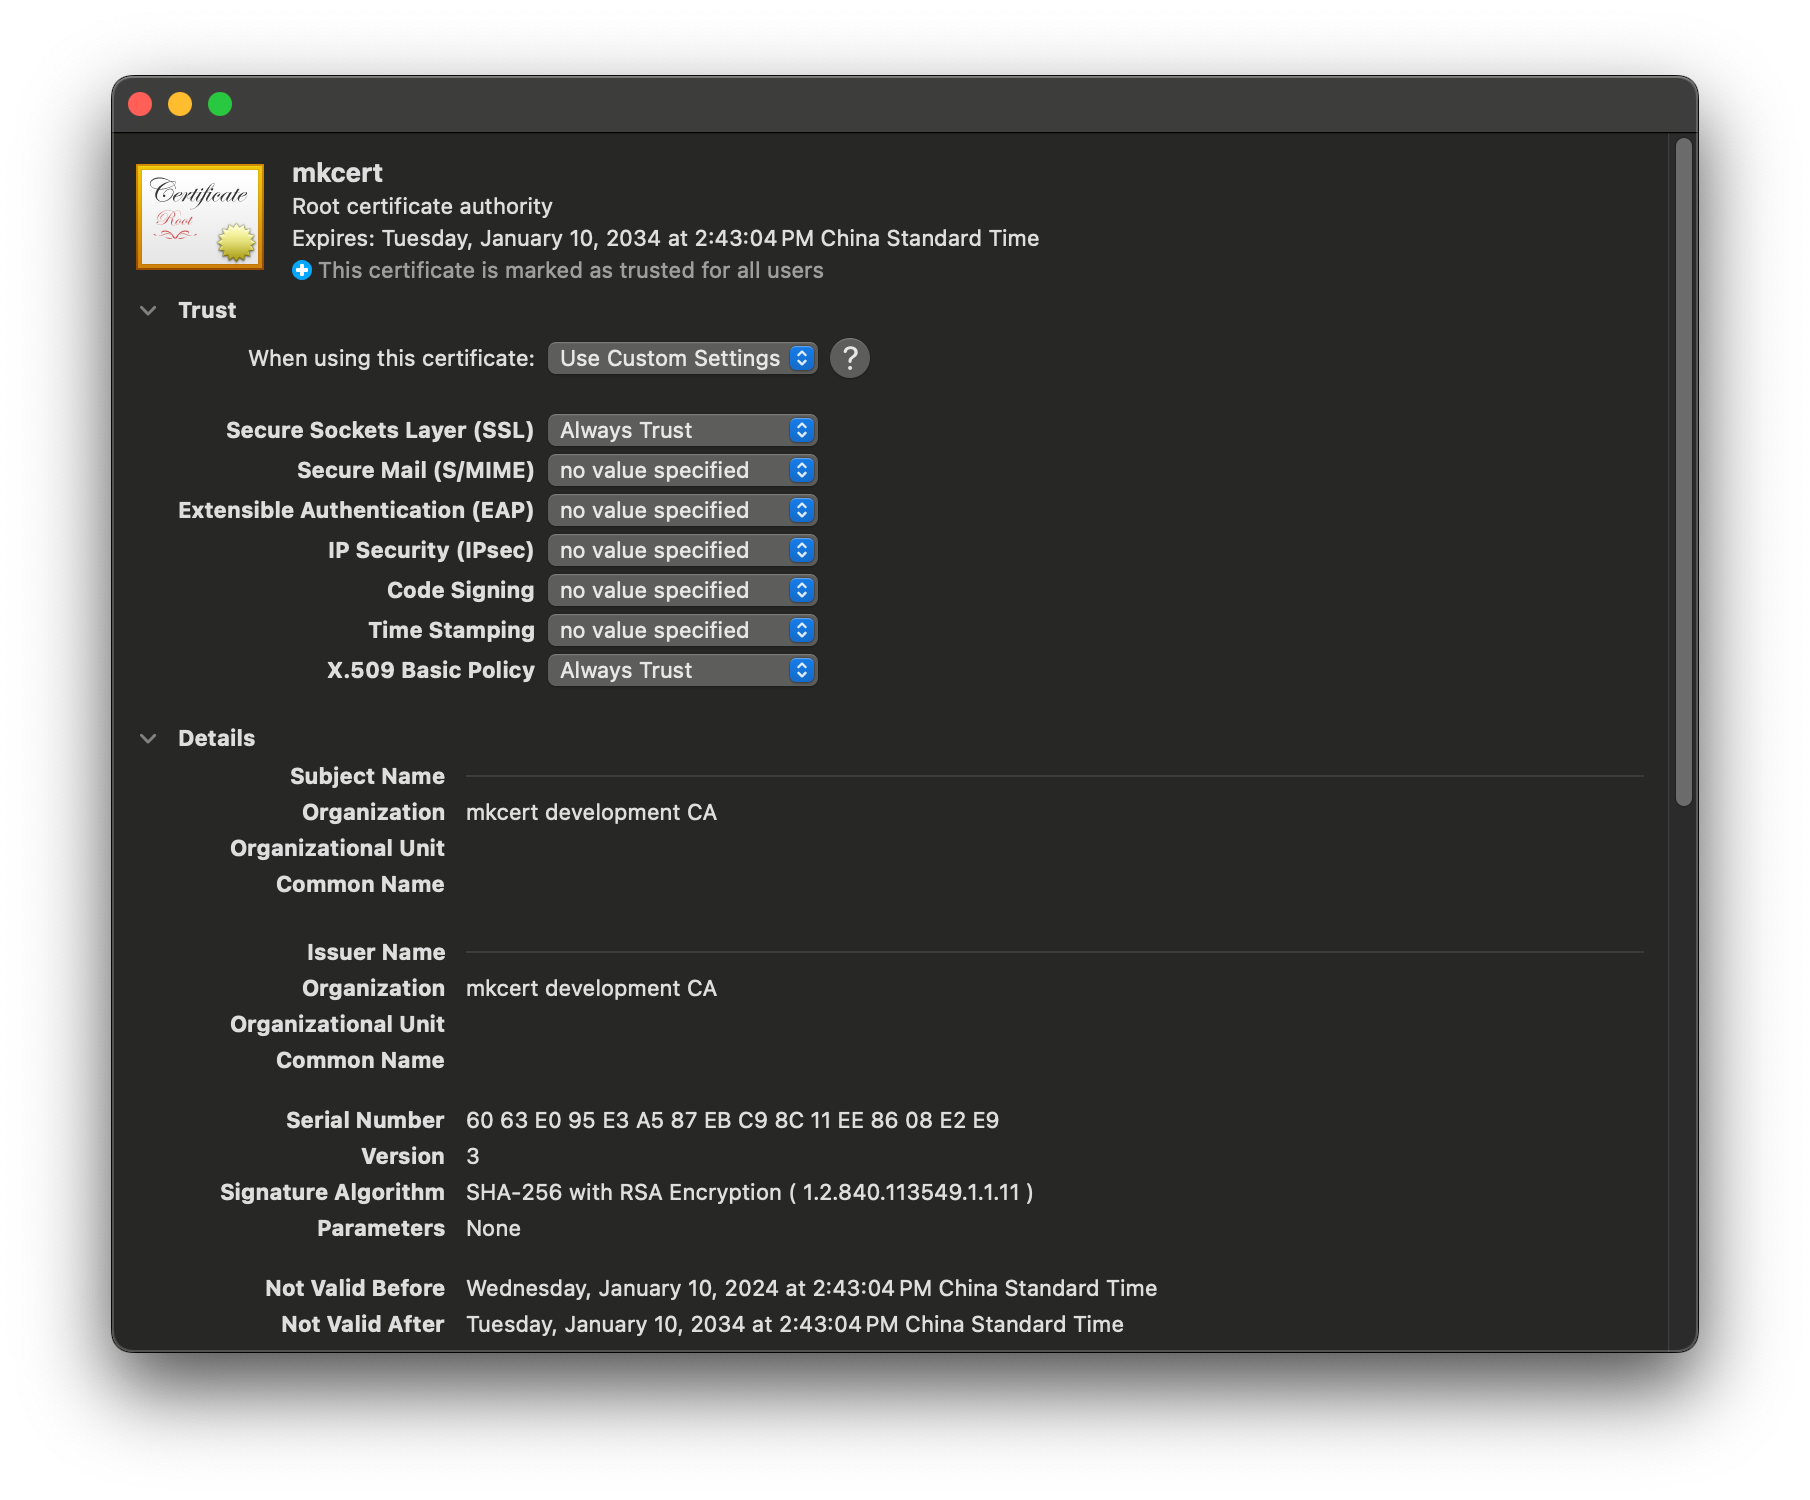 Certificate
Root
mkcert
Root certificate authority
Expires: Tuesday, January 10, 2034 at 2:43:04 PM China Standard Time
This certificate is marked as trusted for all users
Trust
When using this certificate: Use Custom Settings ?
Secure Sockets Layer (SSL) Always Trust
Secure Mail (S/MIME) no value specified
Extensible Authentication (EAP) no value specified
IP Security (IPsec) no value specified
Code Signing no value specified
Time Stamping no value specified
X.509 Basic Policy Always Trust
Details
Subject Name
Organization mkcert development CA
Organizational Unit
Common Name
Issuer Name
Organization mkcert development CA
Organizational Unit
Common Name
Serial Number 60 63 E0 95 E3 A5 87 EB C9 8C 11 EE 86 08 E2 E9
Version 3
Signature Algorithm SHA-256 with RSA Encryption ( 1.2.840.113549.1.1.11 )
Parameters None
Not Valid Before Wednesday, January 10, 2024 at 2:43:04 PM China Standard Time
Not Valid After Tuesday, January 10, 2034 at 2:43:04 PM China Standard Time